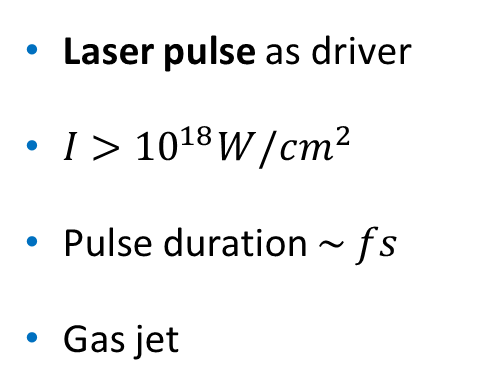 • Laser pulse as driver
• I > 10¹⁸W/cm²
• Pulse duration ~ fs
• Gas jet